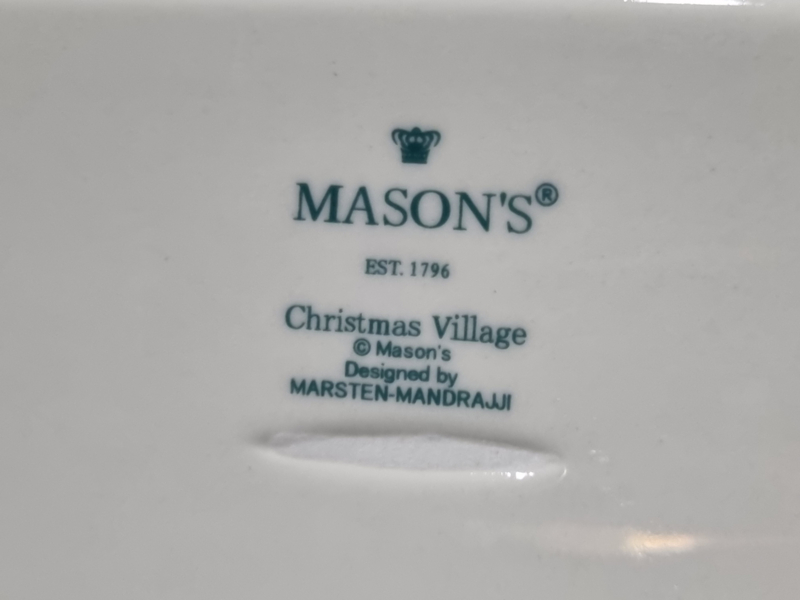 MASON'S®
EST. 1796
Christmas Village
© Mason's
Designed by
MARSTEN-MANDRAJJI